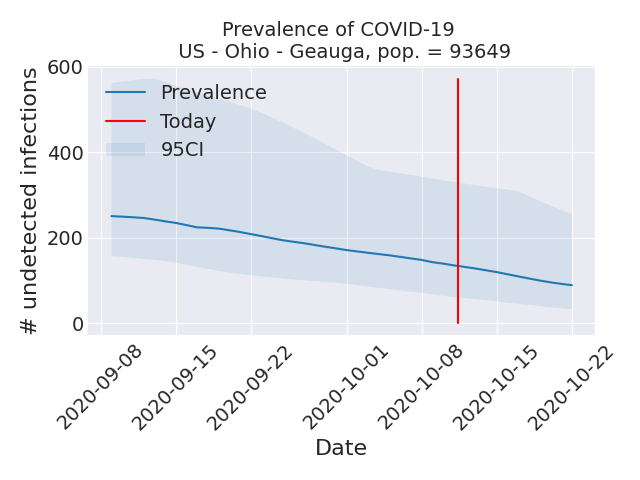 Prevalence of COVID-19
US - Ohio - Geauga, pop. = 93649
# undetected infections
600
400
200
0
Prevalence
Today
95CI
2020-09-08
2020-09-15
2020-09-22
2020-10-01
2020-10-08
2020-10-15
2020-10-22
Date